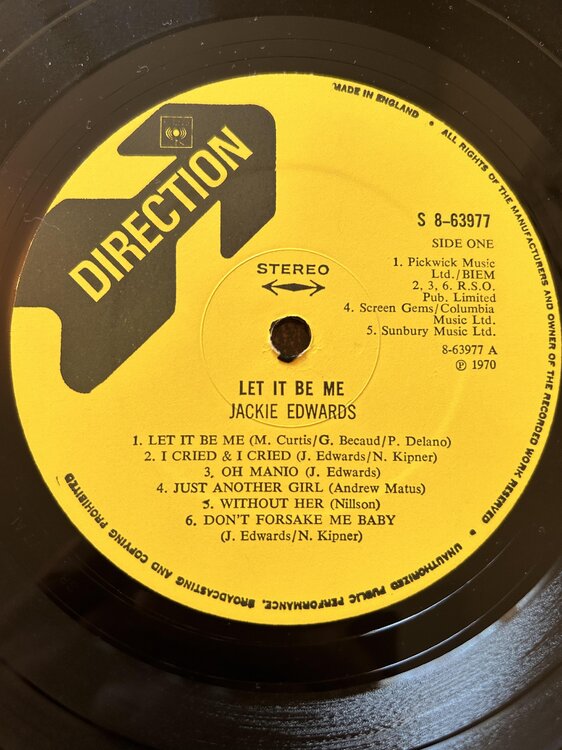 MADE IN ENGLAND • ALL RIGHTS OF THE MANUFACTURERS AND OWNER OF THE RECORDED WORK RESERVED • UNAUTHORIZED PUBLIC PERFORMANCE, BROADCASTING AND COPYING PROHIBITED
DIRECTION
S 8-63977
SIDE ONE
STEREO
1. Pickwick Music
Ltd./BIEM
2, 3, 6. R.S.O.
Pub. Limited
4. Screen Gems/Columbia
Music Ltd.
5. Sunbury Music Ltd.
8-63977 A
℗ 1970
LET IT BE ME
JACKIE EDWARDS
1. LET IT BE ME (M. Curtis/G. Becaud/P. Delano)
2. I CRIED & I CRIED (J. Edwards/N. Kipner)
3. OH MANIO (J. Edwards)
4. JUST ANOTHER GIRL (Andrew Matus)
5. WITHOUT HER (Nillson)
6. DON'T FORSAKE ME BABY
(J. Edwards/N. Kipner)